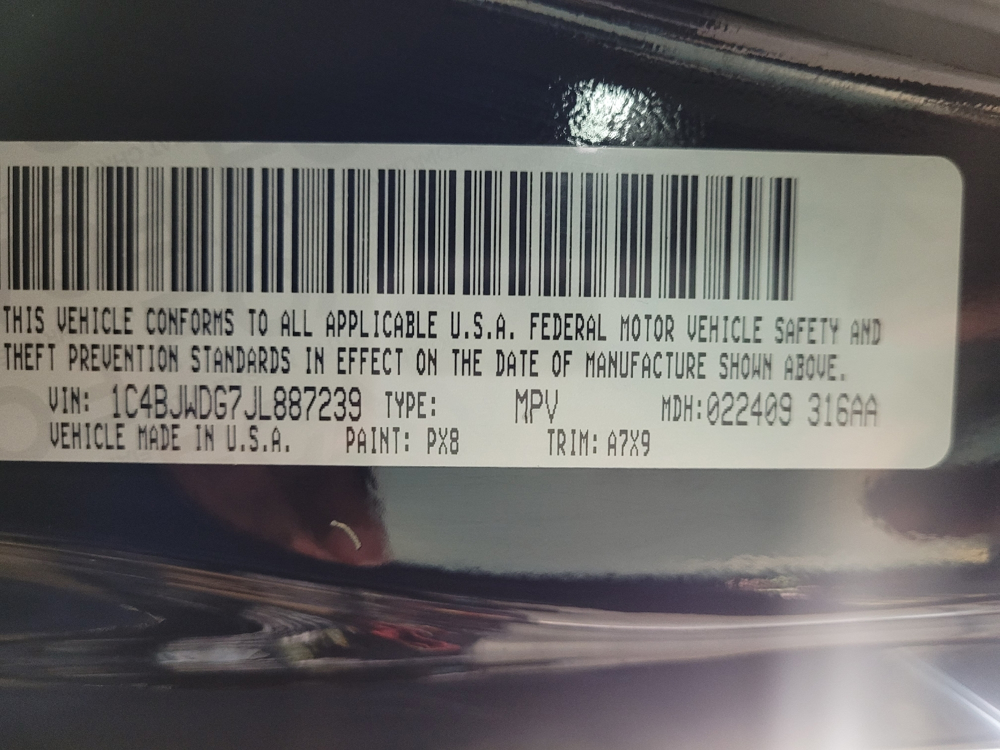 THIS VEHICLE CONFORMS TO ALL APPLICABLE U.S.A. FEDERAL MOTOR VEHICLE SAFETY AND
THEFT PREVENTION STANDARDS IN EFFECT ON THE DATE OF MANUFACTURE SHOWN ABOVE.
VIN: 1C4BJWDG7JL887239 TYPE: MPV MDH:022409 316AA
VEHICLE MADE IN U.S.A. PAINT: PX8 TRIM: A7X9